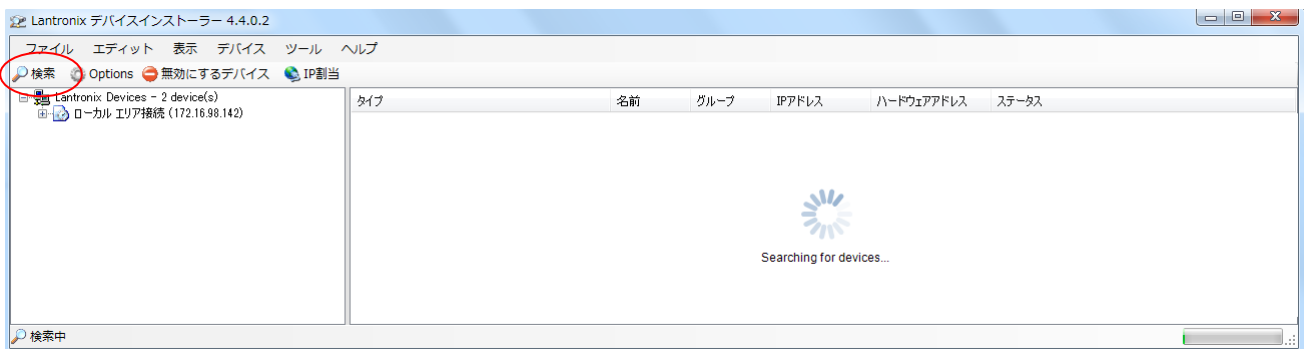 Lantronix デバイスインストーラー 4.4.0.2
ファイル エディット 表示 デバイス ツール ヘルプ
検索 Options 無効にするデバイス IP割当
Lantronix Devices - 2 device(s)
ローカル エリア接続 (172.16.98.142)
タイプ 名前 グループ IPアドレス ハードウェアアドレス ステータス
Searching for devices...
検索中